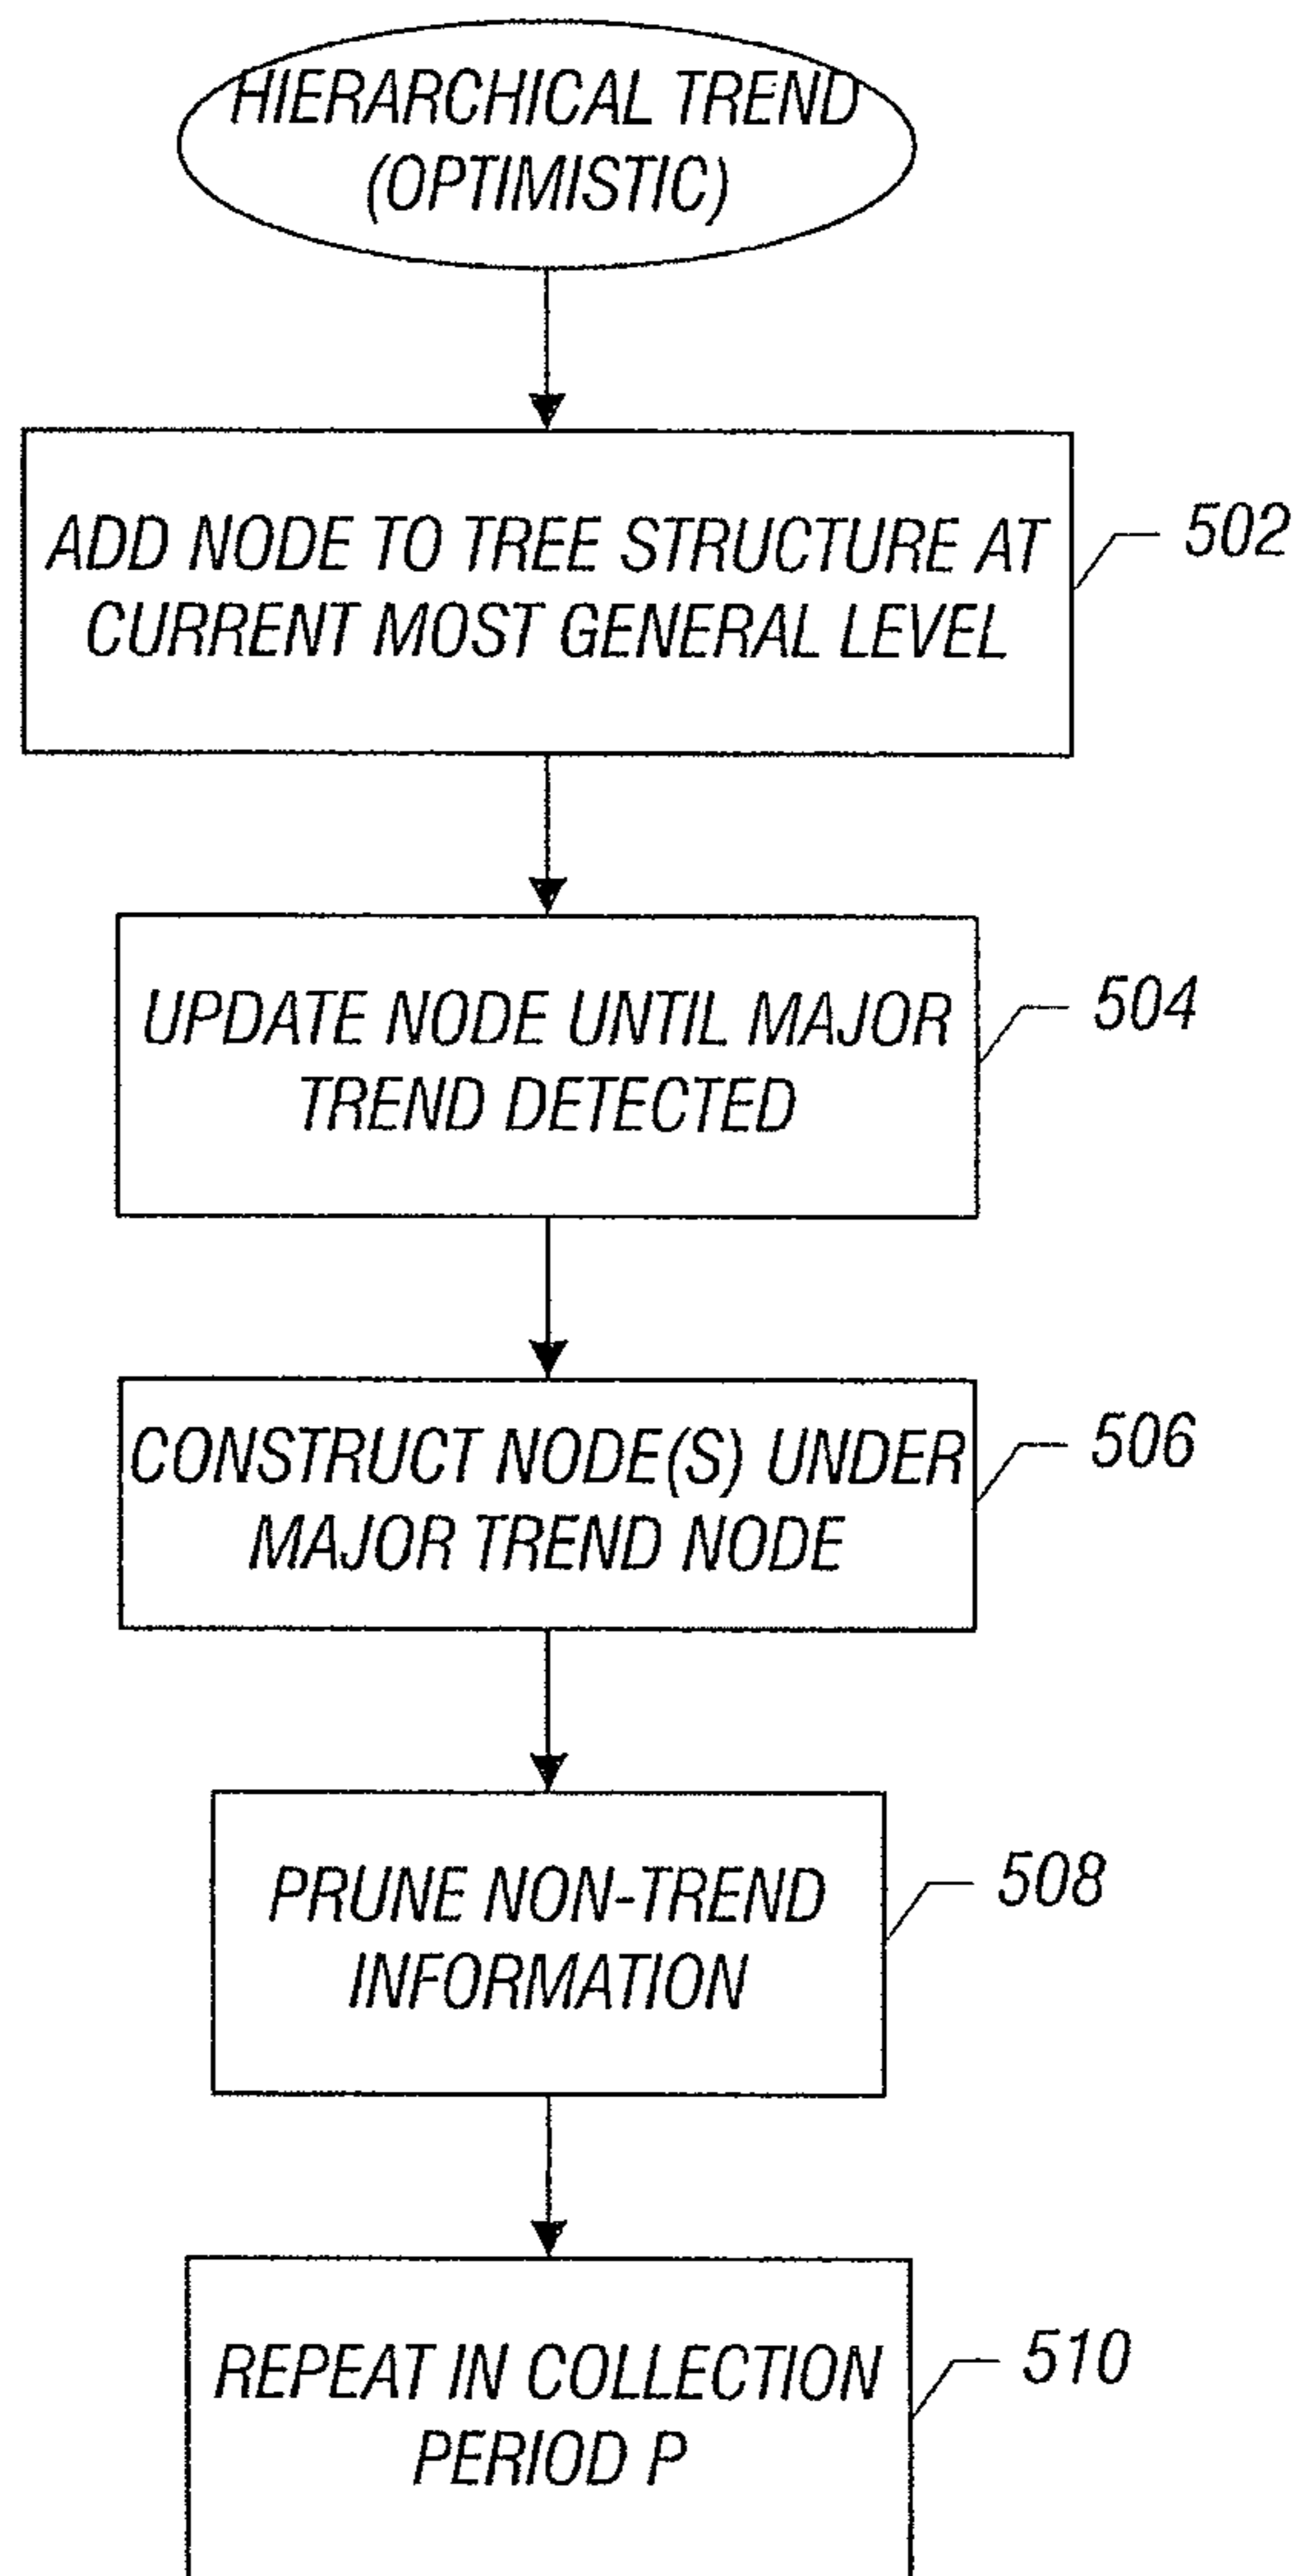 HIERARCHICAL TREND
(OPTIMISTIC)
ADD NODE TO TREE STRUCTURE AT
CURRENT MOST GENERAL LEVEL
502
UPDATE NODE UNTIL MAJOR
TREND DETECTED
504
CONSTRUCT NODE(S) UNDER
MAJOR TREND NODE
506
PRUNE NON-TREND
INFORMATION
508
REPEAT IN COLLECTION
PERIOD P
510